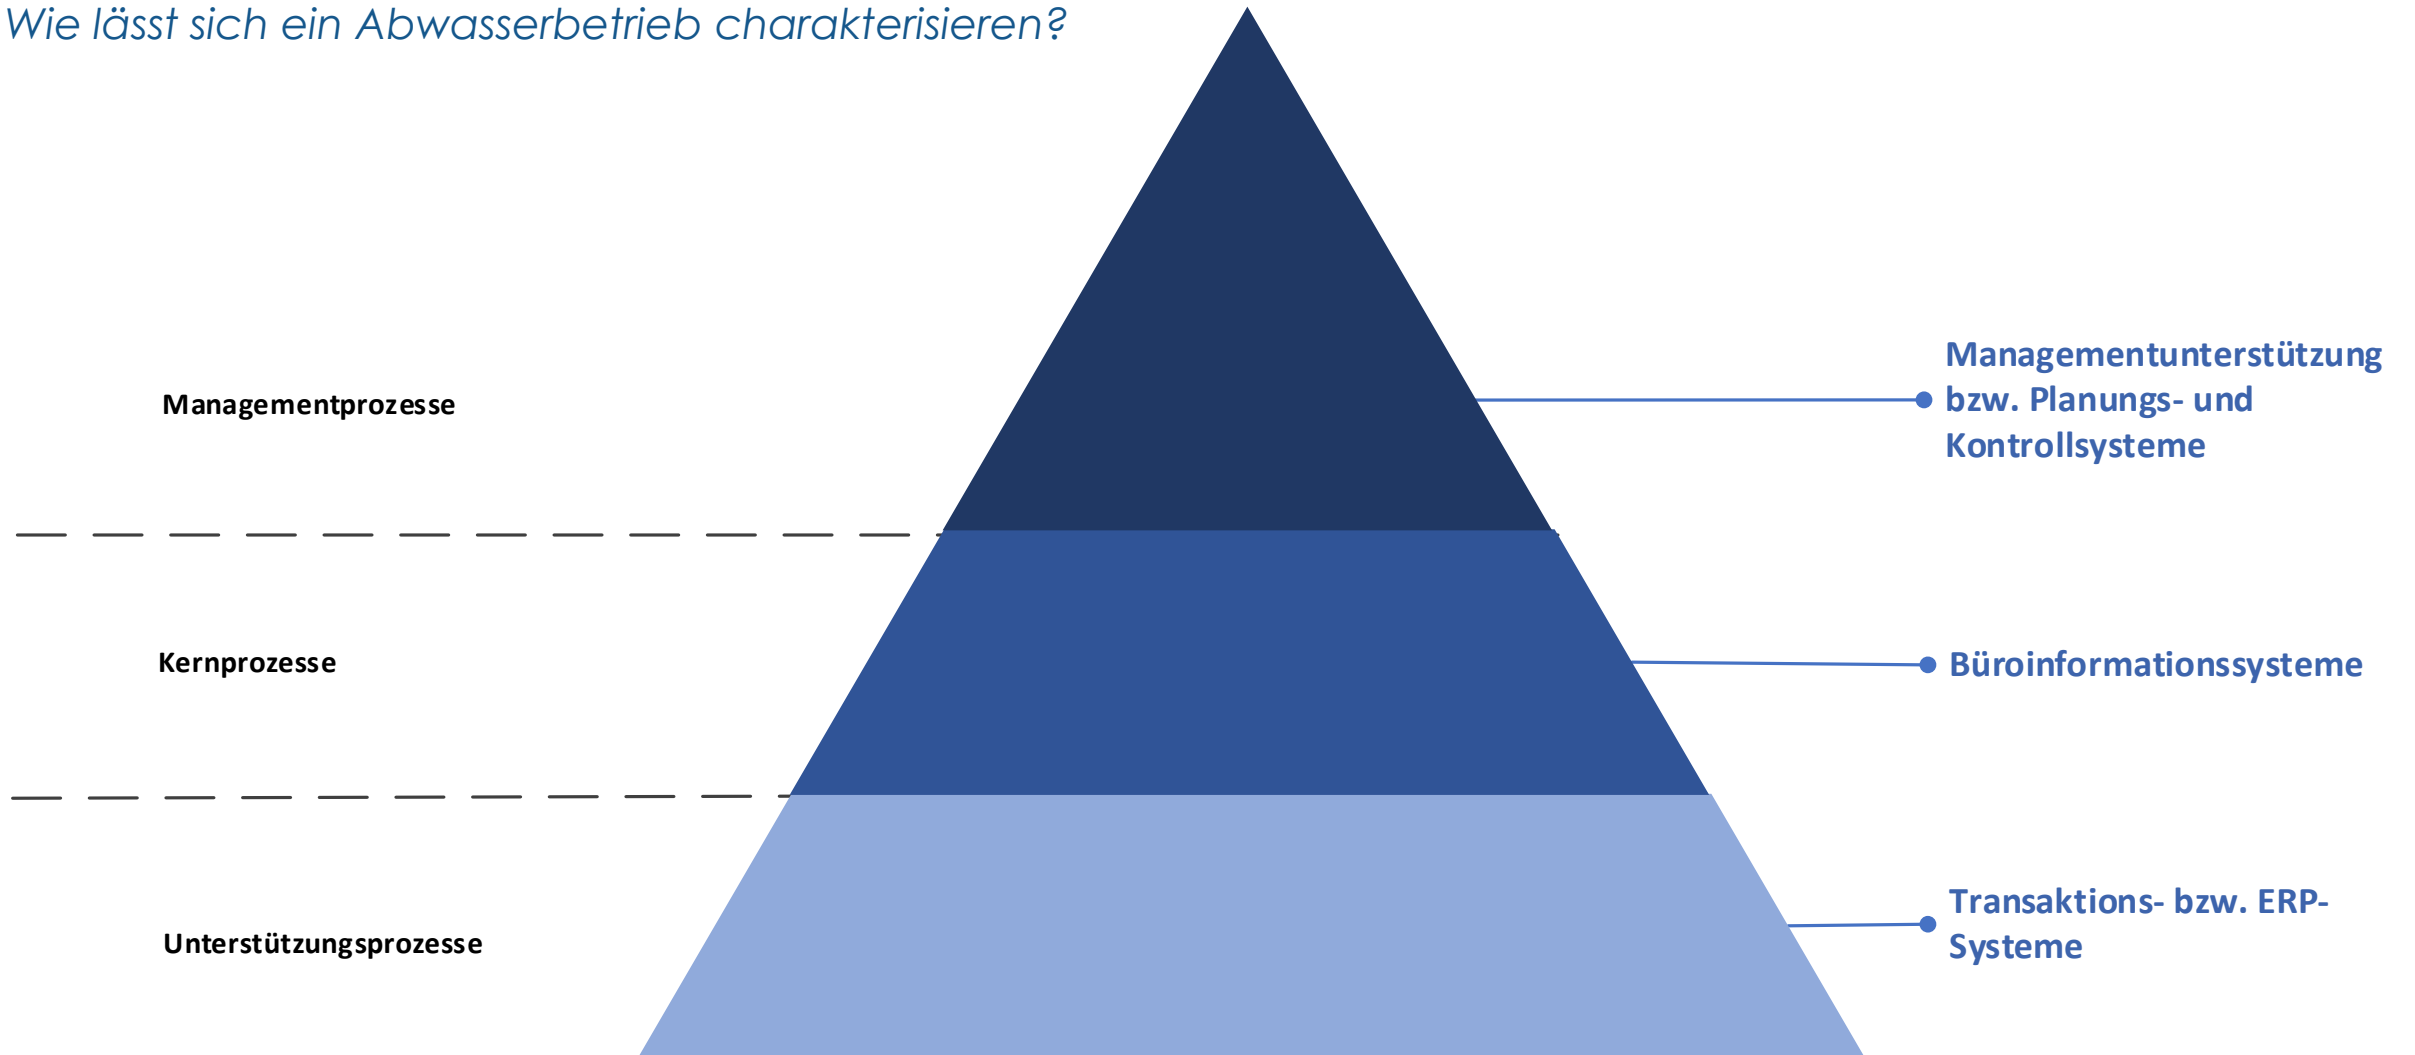 Wie lässt sich ein Abwasserbetrieb charakterisieren?
Managementprozesse
Managementunterstützung
bzw. Planungs- und
Kontrollsysteme
Kernprozesse
Büroinformationssysteme
Unterstützungsprozesse
Transaktions- bzw. ERP-
Systeme